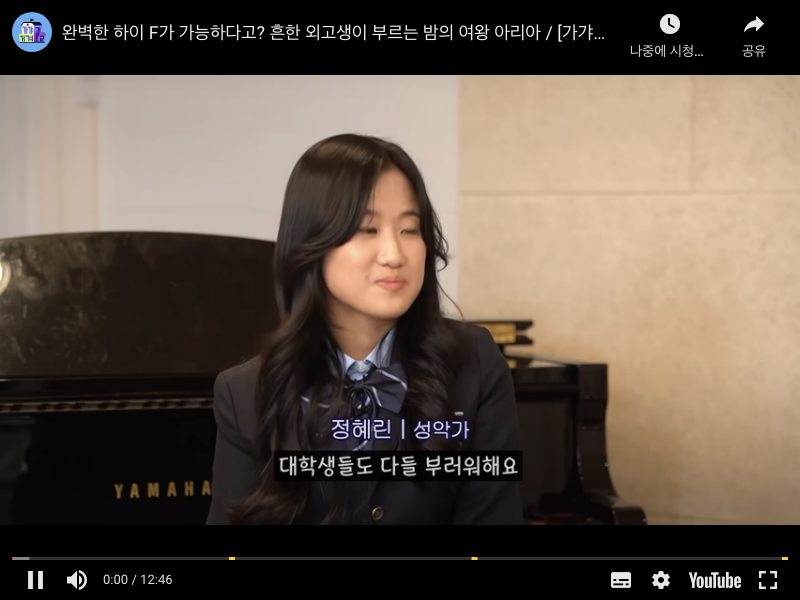 완벽한 하이 F가 가능하다고? 흔한 외고생이 부르는 밤의 여왕 아리아 / [가갸...
나중에 시청...
공유
YAMAHA
정혜린 | 성악가
대학생들도 다들 부러워해요
0:00 / 12:46
YouTube